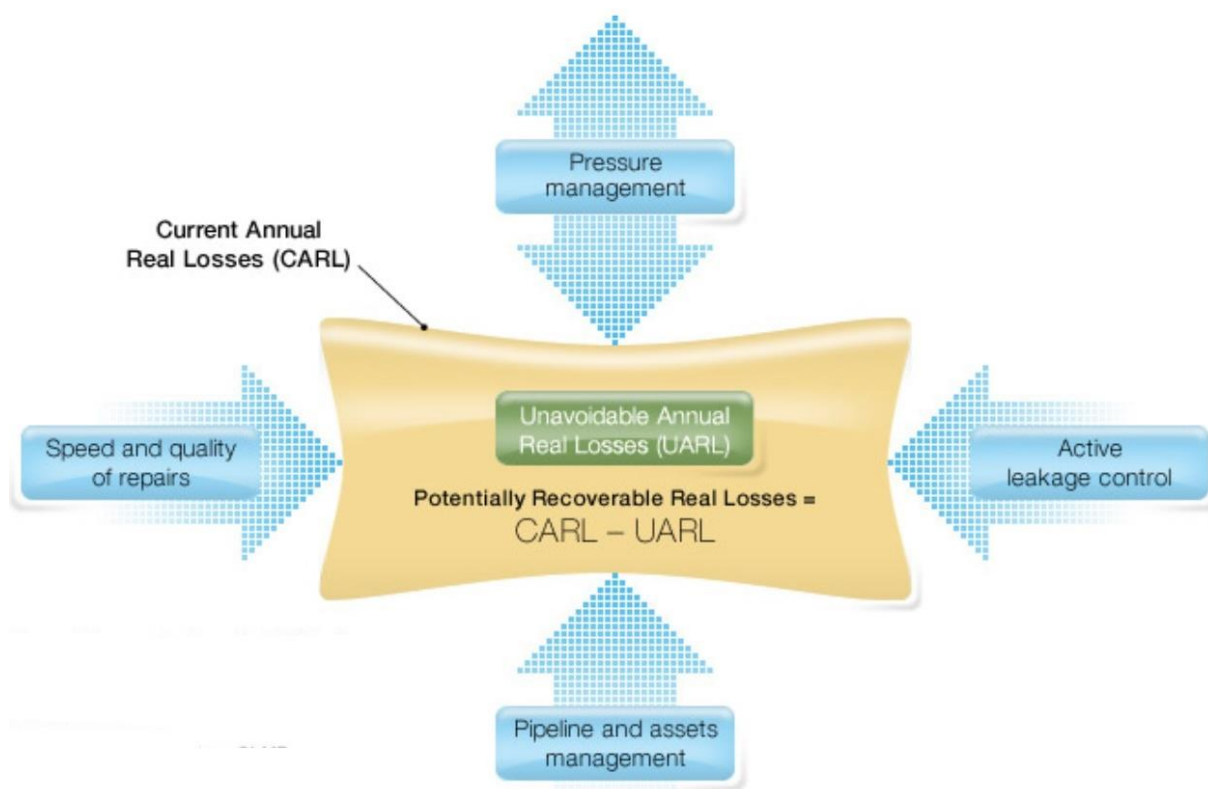 Pressure
management
Current Annual
Real Losses (CARL)
Unavoidable Annual
Real Losses (UARL)
Speed and quality
of repairs
Active
leakage control
Potentially Recoverable Real Losses =
CARL – UARL
Pipeline and assets
management